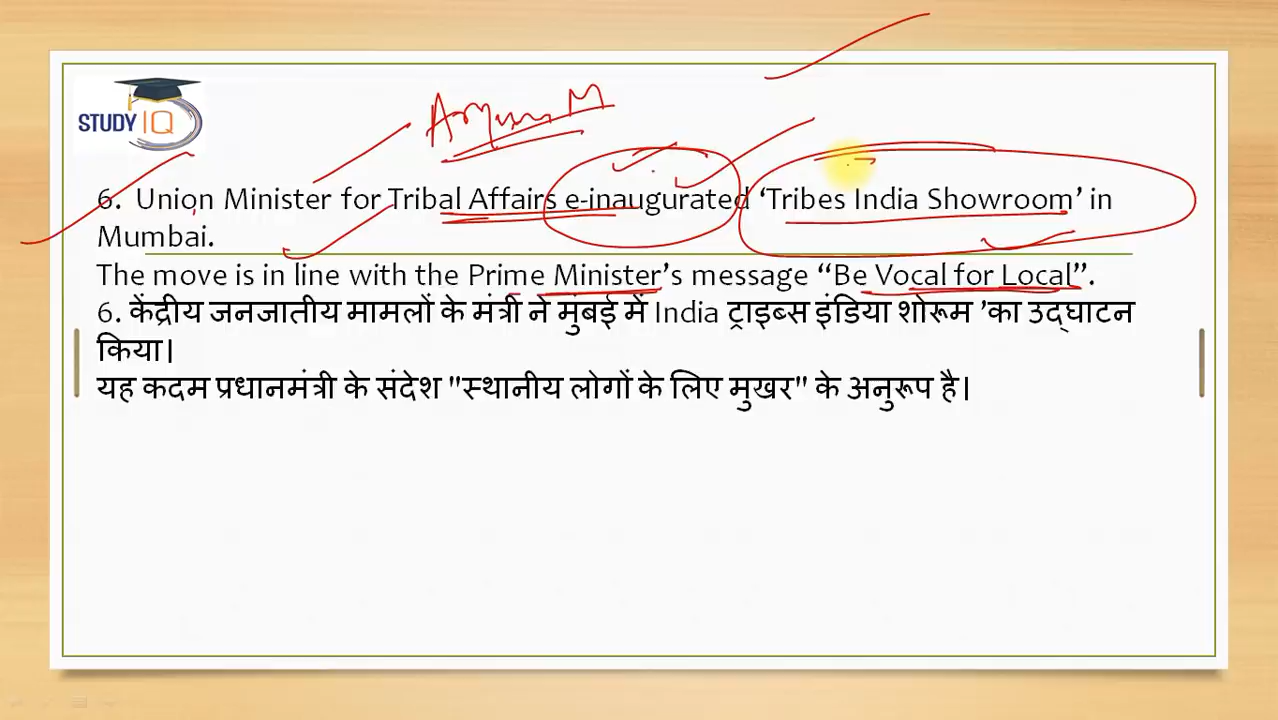 STUDY IQ
Arjun M
6. Union Minister for Tribal Affairs e-inaugurated ‘Tribes India Showroom’ in
Mumbai.
The move is in line with the Prime Minister’s message “Be Vocal for Local”.
6. केंद्रीय जनजातीय मामलों के मंत्री ने मुंबई में India ट्राइब्स इंडिया शोरूम ’का उद्घाटन
किया।
यह कदम प्रधानमंत्री के संदेश "स्थानीय लोगों के लिए मुखर" के अनुरूप है।